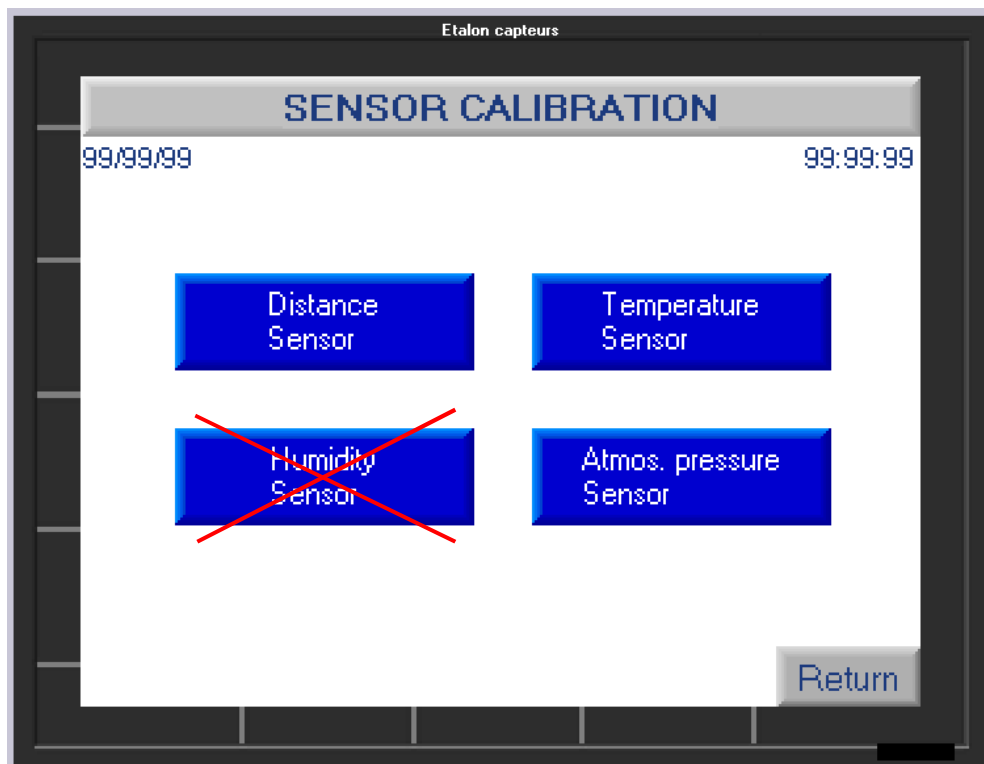 Etalon capteurs
SENSOR CALIBRATION
99/99/99
99:99:99
Distance
Sensor
Temperature
Sensor
Humidity
Sensor
Atmos. pressure
Sensor
Return